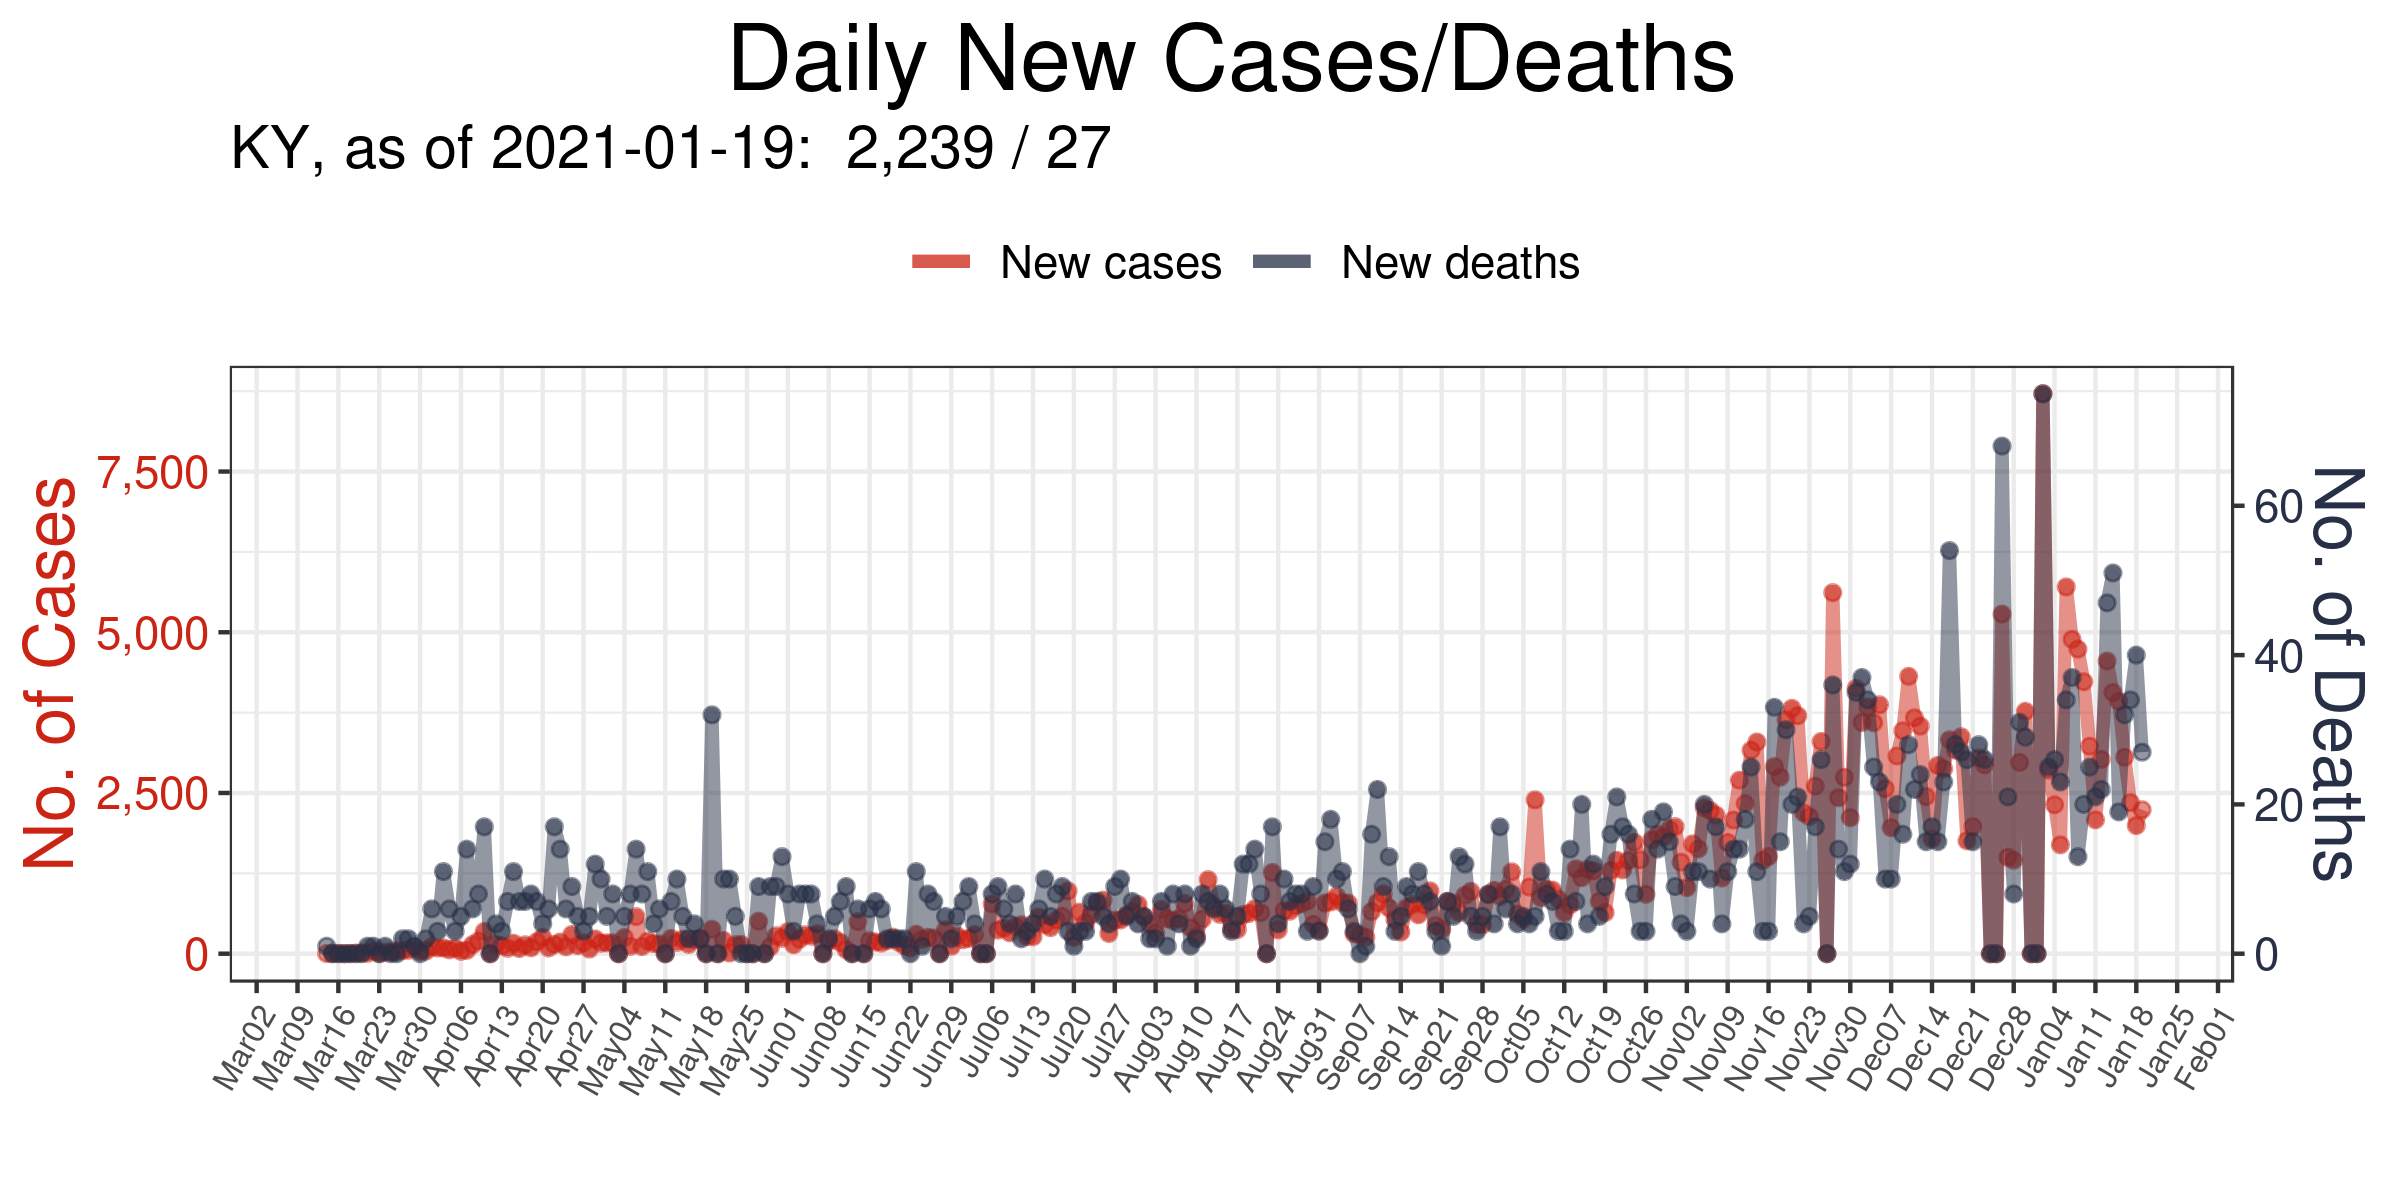 Daily New Cases/Deaths
KY, as of 2021-01-19:  2,239 / 27
New cases
New deaths
No. of Cases
7,500
5,000
2,500
0
60
40
20
0
No. of Deaths
Mar02
Mar09
Mar16
Mar23
Mar30
Apr06
Apr13
Apr20
Apr27
May04
May11
May18
May25
Jun01
Jun08
Jun15
Jun22
Jun29
Jul06
Jul13
Jul20
Jul27
Aug03
Aug10
Aug17
Aug24
Aug31
Sep07
Sep14
Sep21
Sep28
Oct05
Oct12
Oct19
Oct26
Nov02
Nov09
Nov16
Nov23
Nov30
Dec07
Dec14
Dec21
Dec28
Jan04
Jan11
Jan18
Jan25
Feb01